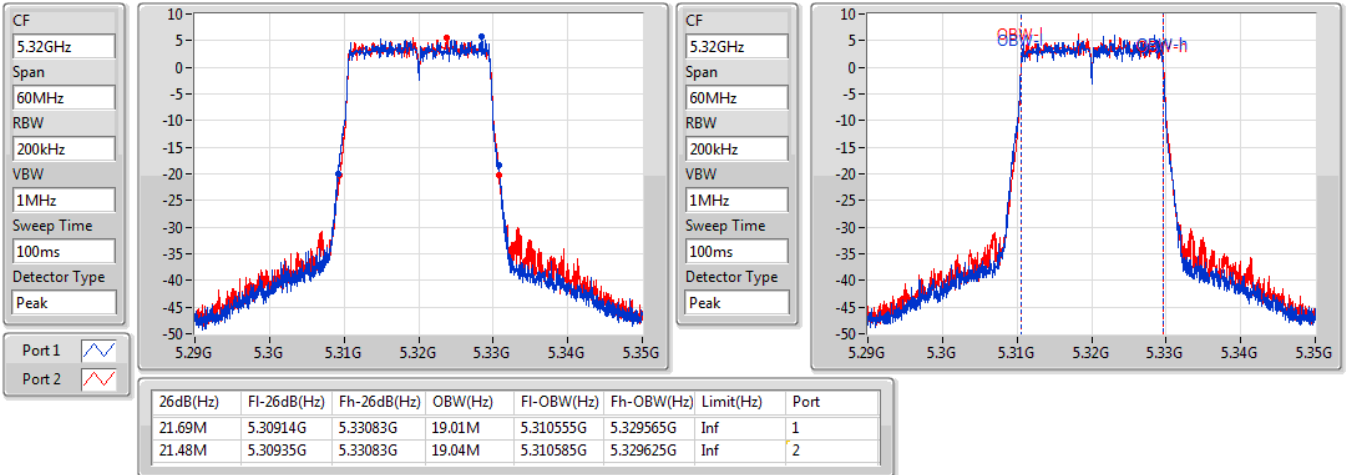 CF
5.32GHz
Span
60MHz
RBW
200kHz
VBW
1MHz
Sweep Time
100ms
Detector Type
Peak
Port 1
Port 2
10
5
0
-5
-10
-15
-20
-25
-30
-35
-40
-45
-50
5.29G 5.3G 5.31G 5.32G 5.33G 5.34G 5.35G
CF
5.32GHz
Span
60MHz
RBW
200kHz
VBW
1MHz
Sweep Time
100ms
Detector Type
Peak
10
5
0
-5
-10
-15
-20
-25
-30
-35
-40
-45
-50
OBW-l
OBW-l
OBW-h
5.29G 5.3G 5.31G 5.32G 5.33G 5.34G 5.35G
26dB(Hz) Fl-26dB(Hz) Fh-26dB(Hz) OBW(Hz) Fl-OBW(Hz) Fh-OBW(Hz) Limit(Hz) Port
21.69M 5.30914G 5.33083G 19.01M 5.310555G 5.329565G Inf 1
21.48M 5.30935G 5.33083G 19.04M 5.310585G 5.329625G Inf 2